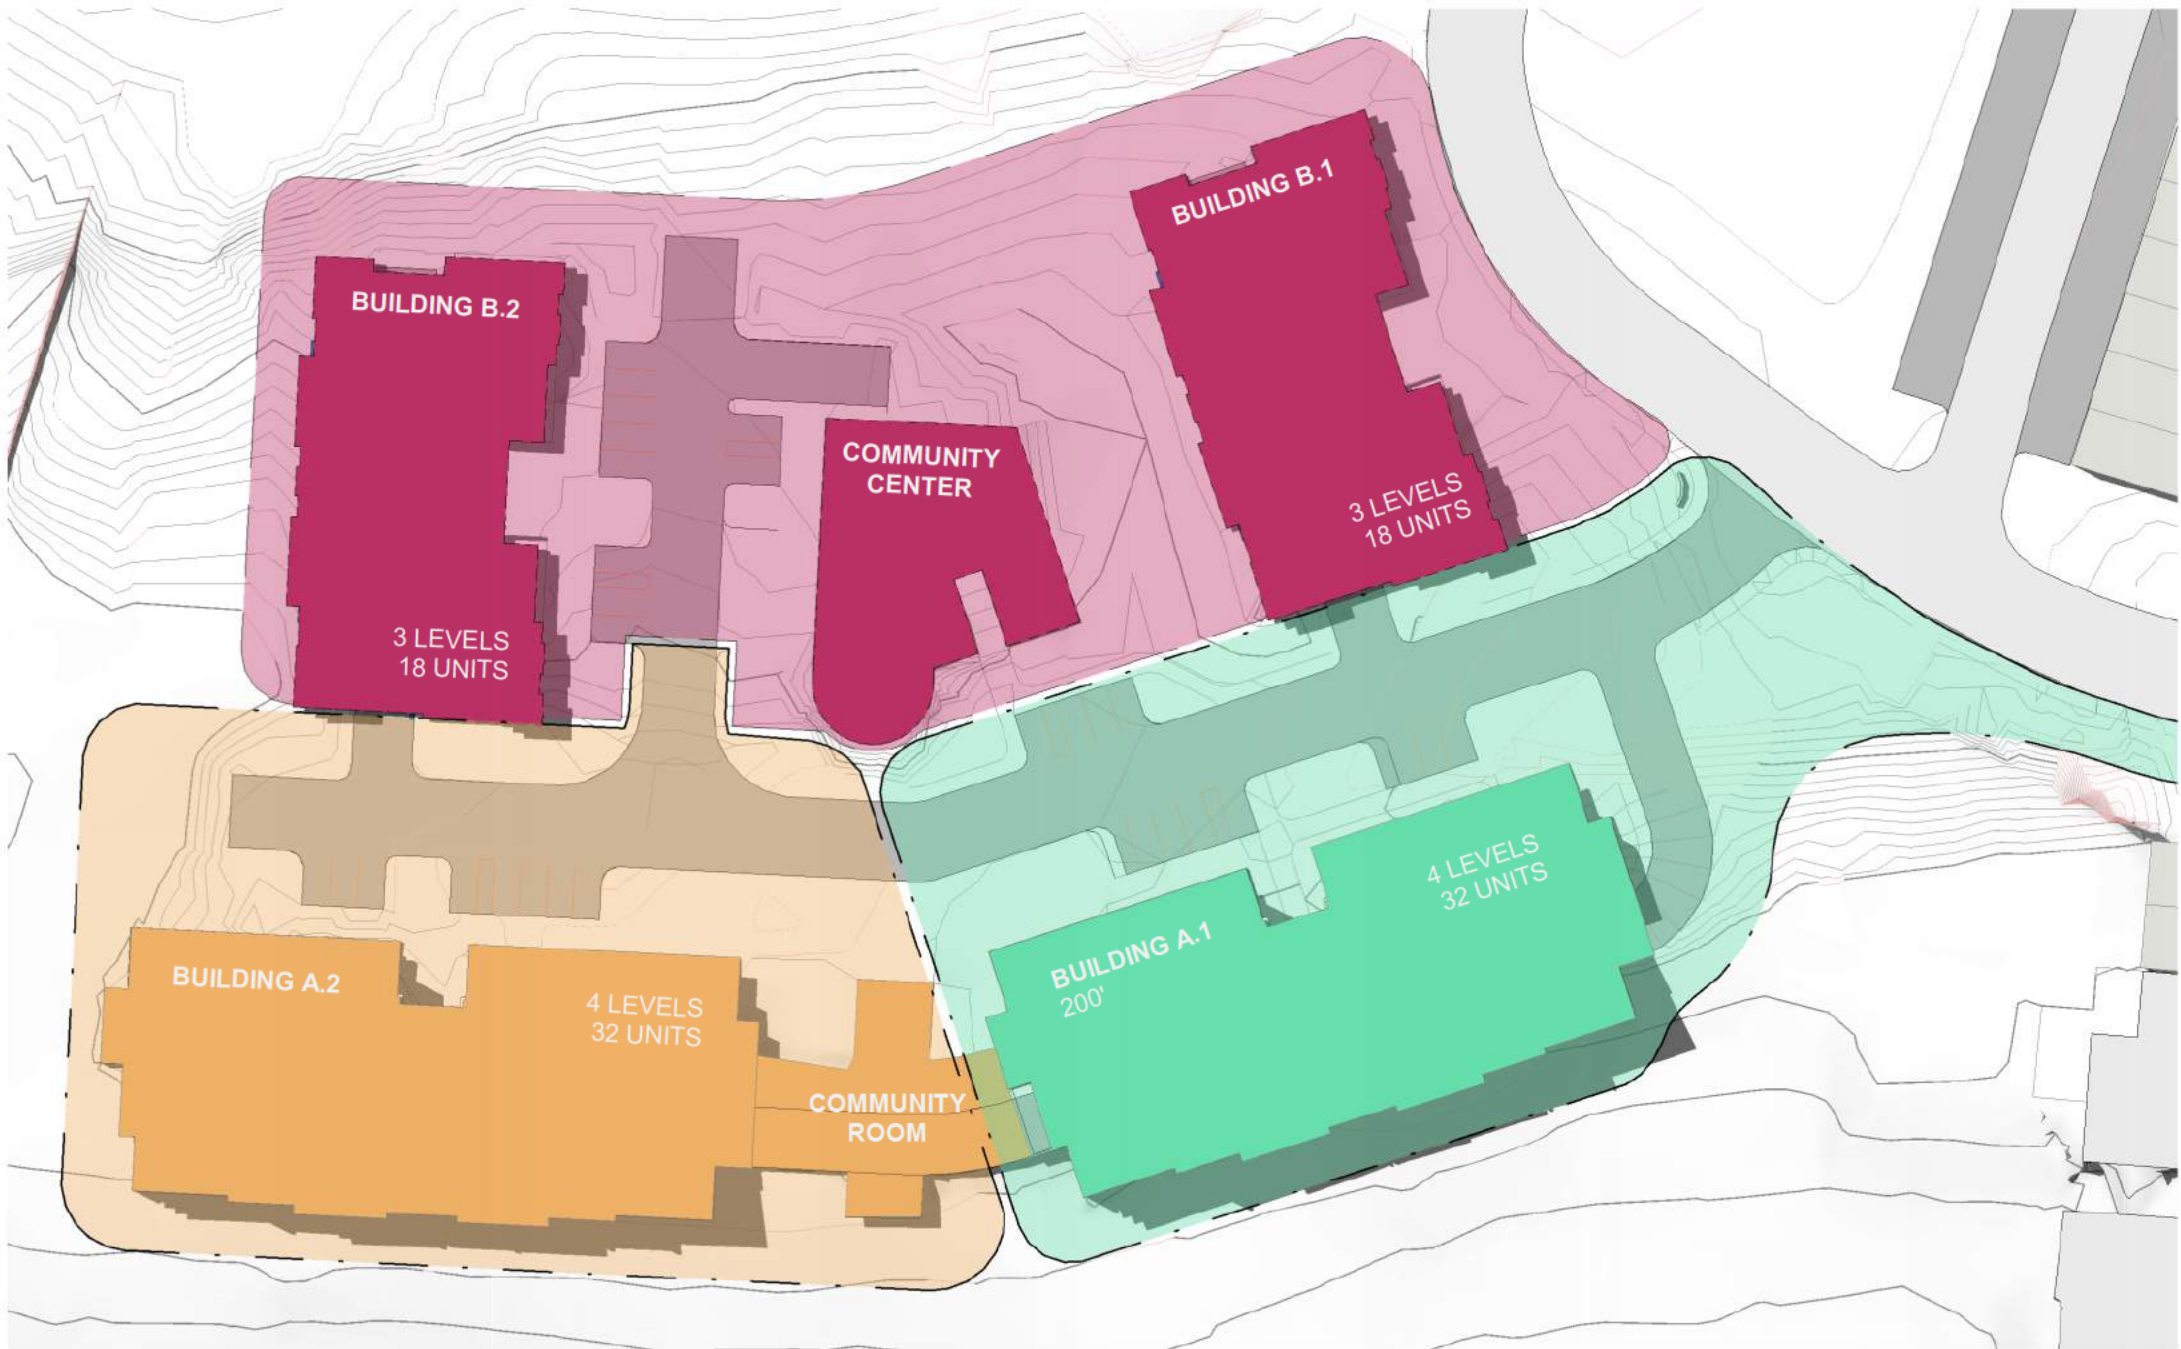 BUILDING B.1
3 LEVELS
18 UNITS
BUILDING B.2
3 LEVELS
18 UNITS
COMMUNITY
CENTER
BUILDING A.1
200'
4 LEVELS
32 UNITS
BUILDING A.2
4 LEVELS
32 UNITS
COMMUNITY
ROOM